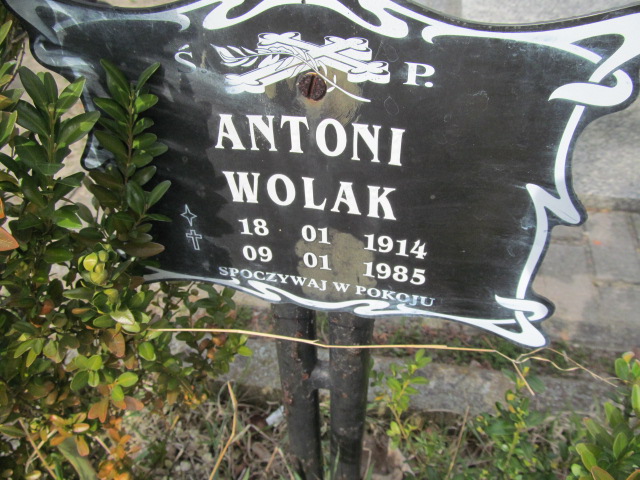 Ś. P.
ANTONI
WOLAK
18 01 1914
09 01 1985
SPOCZYWAJ W POKOJU